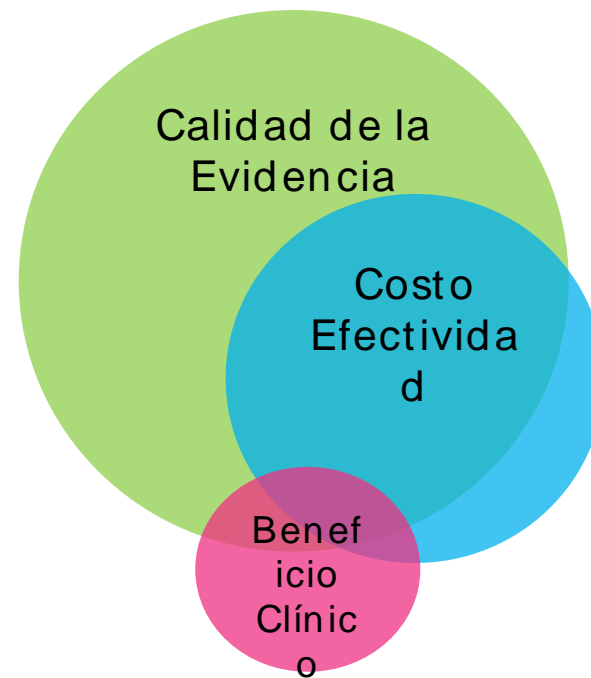 Calidad de la
Evidencia
Costo
Efectivida
d
Benef
icio
Clínic
o